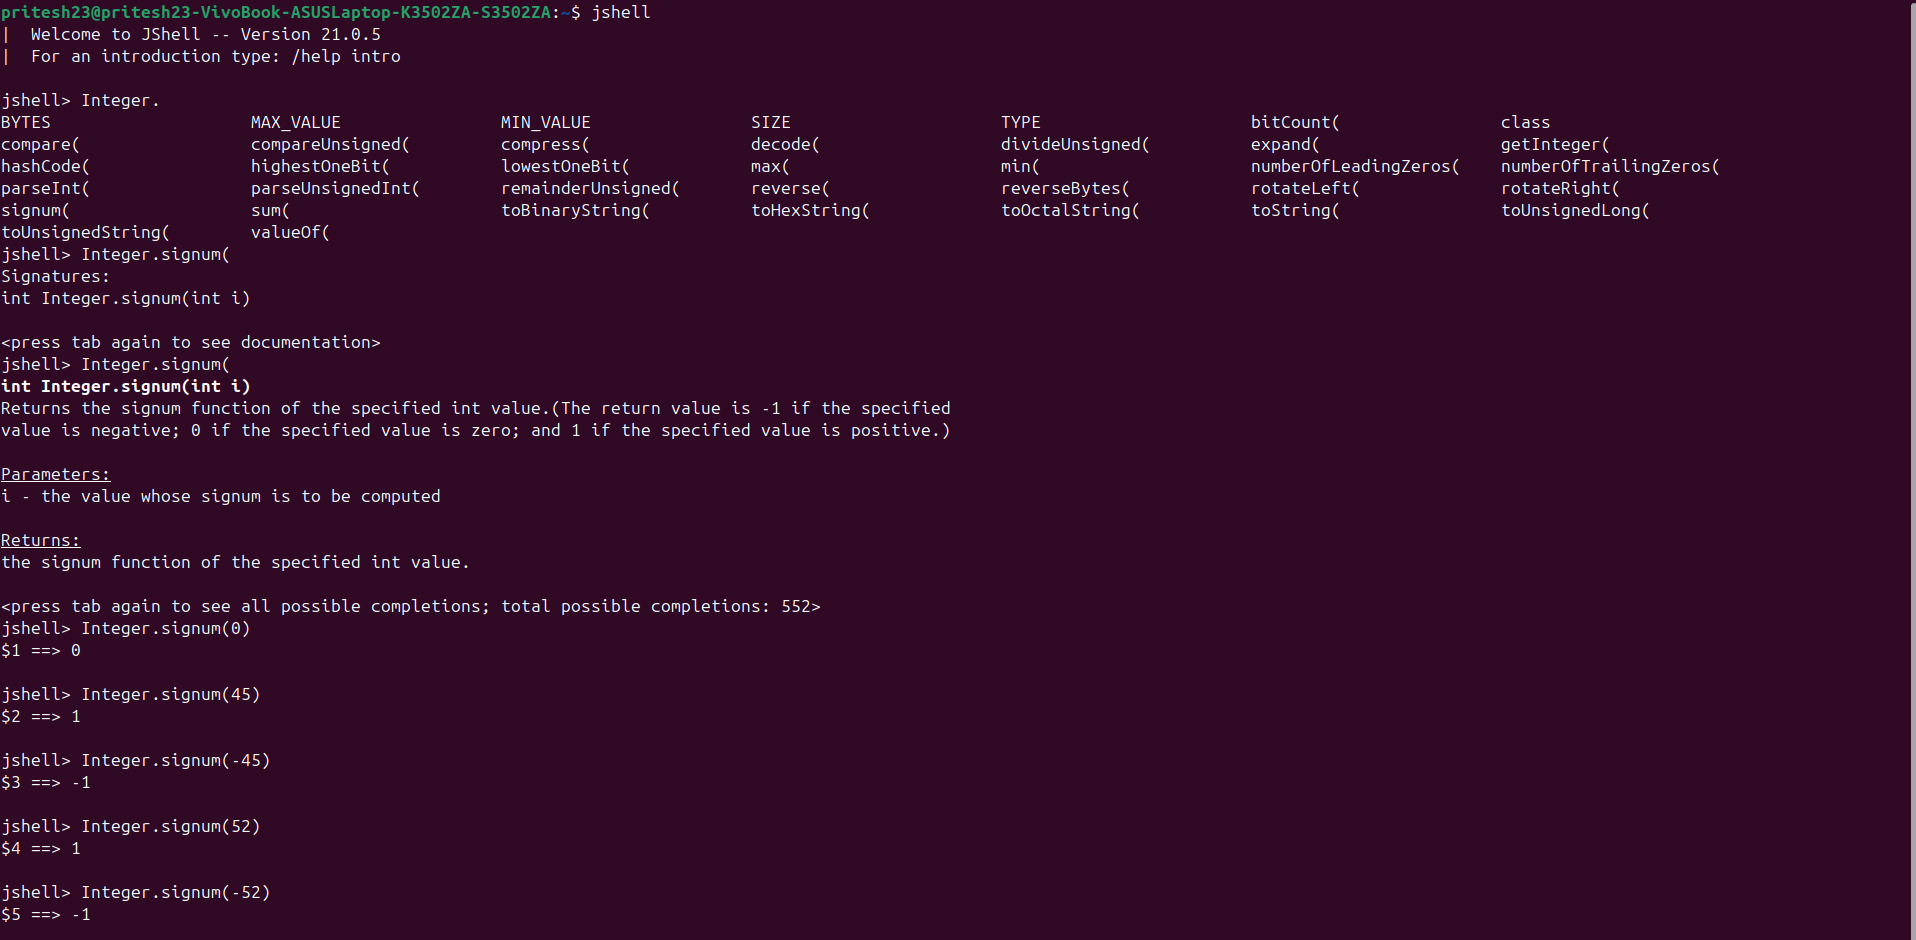 pritesh23@pritesh23-VivoBook-ASUSLaptop-K3502ZA-S3502ZA:~$ jshell
|  Welcome to JShell -- Version 21.0.5
|  For an introduction type: /help intro
jshell> Integer.
BYTES MAX_VALUE MIN_VALUE SIZE TYPE bitCount( class
compare( compareUnsigned( compress( decode( divideUnsigned( expand( getInteger(
hashCode( highestOneBit( lowestOneBit( max( min( numberOfLeadingZeros( numberOfTrailingZeros(
parseInt( parseUnsignedInt( remainderUnsigned( reverse( reverseBytes( rotateLeft( rotateRight(
signum( sum( toBinaryString( toHexString( toOctalString( toString( toUnsignedLong(
toUnsignedString( valueOf(
jshell> Integer.signum(
Signatures:
int Integer.signum(int i)
<press tab again to see documentation>
jshell> Integer.signum(
int Integer.signum(int i)
Returns the signum function of the specified int value.(The return value is -1 if the specified
value is negative; 0 if the specified value is zero; and 1 if the specified value is positive.)
Parameters:
i - the value whose signum is to be computed
Returns:
the signum function of the specified int value.
<press tab again to see all possible completions; total possible completions: 552>
jshell> Integer.signum(0)
$1 ==> 0
jshell> Integer.signum(45)
$2 ==> 1
jshell> Integer.signum(-45)
$3 ==> -1
jshell> Integer.signum(52)
$4 ==> 1
jshell> Integer.signum(-52)
$5 ==> -1